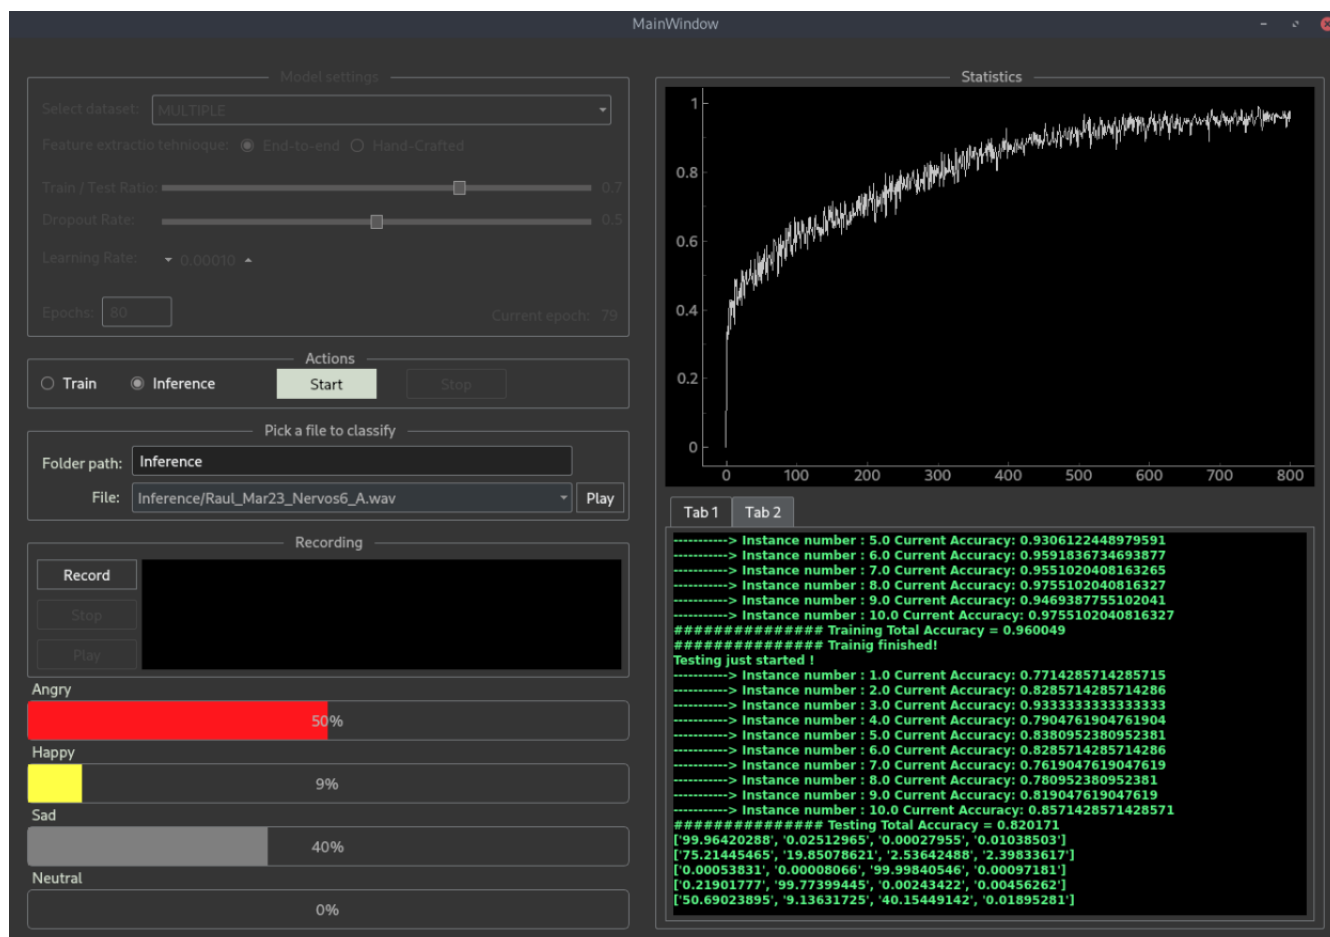 MainWindow
Model settings
Select dataset: MULTIPLE
Feature extractio tehnioque: End-to-end Hand-Crafted
Train / Test Ratio: 0.7
Dropout Rate: 0.5
Learning Rate: 0.00010
Epochs: 80 Current epoch: 79
Actions
Train Inference Start Stop
Pick a file to classify
Folder path: Inference
File: Inference/Raul_Mar23_Nervos6_A.wav Play
Recording
Record
Stop
Play
Angry
50%
Happy
9%
Sad
40%
Neutral
0%
Statistics
1
0.8
0.6
0.4
0.2
0
0 100 200 300 400 500 600 700 800
Tab 1 Tab 2
----------> Instance number : 5.0 Current Accuracy: 0.9306122448979591
----------> Instance number : 6.0 Current Accuracy: 0.9591836734693877
----------> Instance number : 7.0 Current Accuracy: 0.9551020408163265
----------> Instance number : 8.0 Current Accuracy: 0.9755102040816327
----------> Instance number : 9.0 Current Accuracy: 0.9469387755102041
----------> Instance number : 10.0 Current Accuracy: 0.9755102040816327
############### Training Total Accuracy = 0.960049
############### Trainig finished!
Testing just started !
----------> Instance number : 1.0 Current Accuracy: 0.7714285714285715
----------> Instance number : 2.0 Current Accuracy: 0.8285714285714286
----------> Instance number : 3.0 Current Accuracy: 0.9333333333333333
----------> Instance number : 4.0 Current Accuracy: 0.7904761904761904
----------> Instance number : 5.0 Current Accuracy: 0.8380952380952381
----------> Instance number : 6.0 Current Accuracy: 0.8285714285714286
----------> Instance number : 7.0 Current Accuracy: 0.7619047619047619
----------> Instance number : 8.0 Current Accuracy: 0.780952380952381
----------> Instance number : 9.0 Current Accuracy: 0.819047619047619
----------> Instance number : 10.0 Current Accuracy: 0.8571428571428571
############### Testing Total Accuracy = 0.820171
['99.96420288', '0.02512965', '0.00027955', '0.01038503']
['75.21445465', '19.85078621', '2.53642488', '2.39833617']
['0.00053831', '0.00008066', '99.99840546', '0.00097181']
['0.21901777', '99.77399445', '0.00243422', '0.00456262']
['50.69023895', '9.13631725', '40.15449142', '0.01895281']